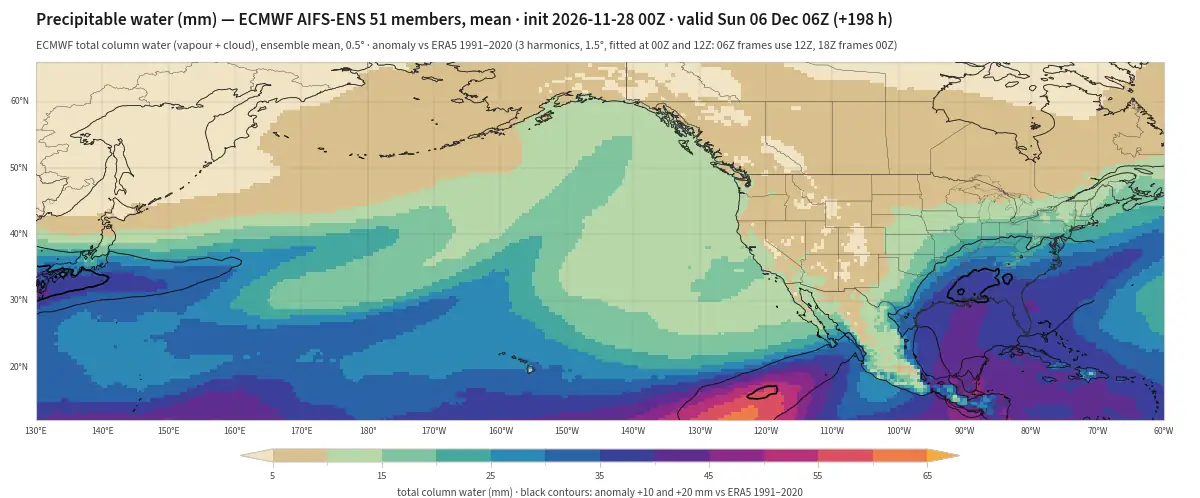 Precipitable water (mm) — ECMWF AIFS-ENS 51 members, mean · init 2026-11-28 00Z · valid Sun 06 Dec 06Z (+198 h)
ECMWF total column water (vapour + cloud), ensemble mean, 0.5° · anomaly vs ERA5 1991–2020 (3 harmonics, 1.5°, fitted at 00Z and 12Z: 06Z frames use 12Z, 18Z frames 00Z)
60°N
50°N
40°N
30°N
20°N
130°E 140°E 150°E 160°E 170°E 180° 170°W 160°W 150°W 140°W 130°W 120°W 110°W 100°W 90°W 80°W 70°W 60°W
5 15 25 35 45 55 65
total column water (mm) · black contours: anomaly +10 and +20 mm vs ERA5 1991–2020